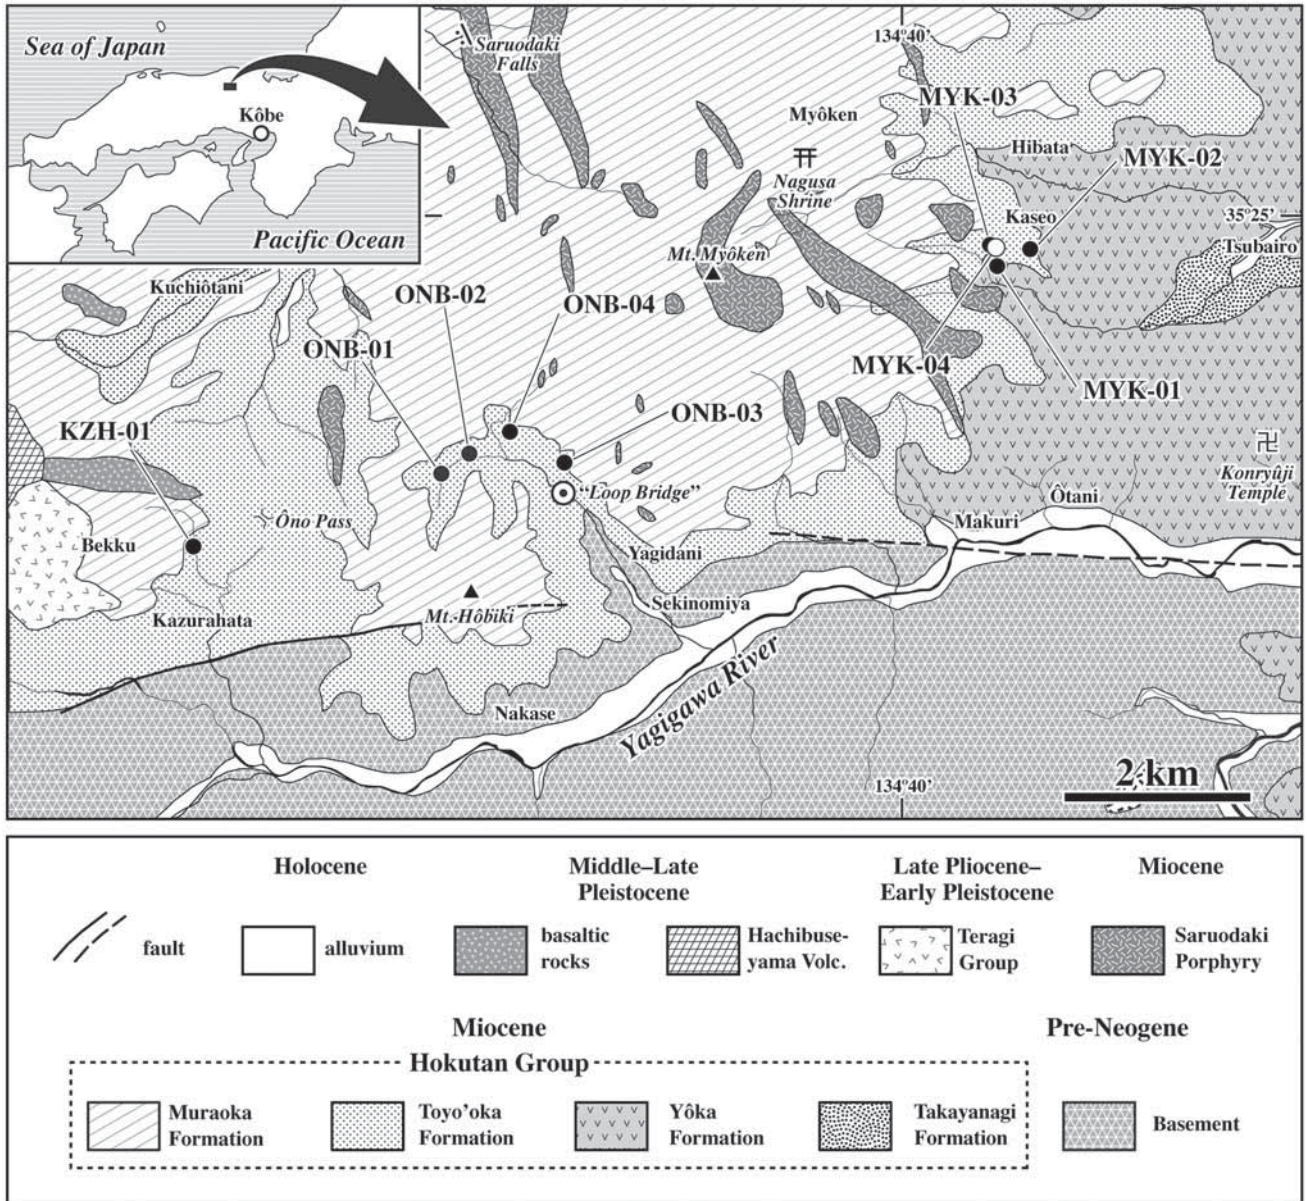 Sea of Japan
Kôbe
Pacific Ocean
Saruodaki
Falls
134°40'
MYK-03
Myôken
Hibata
MYK-02
Nagusa
Shrine
Kaseo
35°25'
Tsubairo
Mt. Myôken
Kuchiôtani
ONB-02
ONB-04
ONB-01
MYK-04
MYK-01
ONB-03
KZH-01
卍
Konryûji
Temple
"Loop Bridge"
Ôtani
Ôno Pass
Makuri
Bekku
Yagidani
Sekinomiya
Mt. Hôbiki
Kazurahata
Nakase
Yagigawa River
134°40'
2 km
Holocene
Middle–Late
Pleistocene
Late Pliocene–
Early Pleistocene
Miocene
fault
alluvium
basaltic
rocks
Hachibuse-
yama Volc.
Teragi
Group
Saruodaki
Porphyry
Miocene
Pre-Neogene
Hokutan Group
Muraoka
Formation
Toyo'oka
Formation
Yôka
Formation
Takayanagi
Formation
Basement